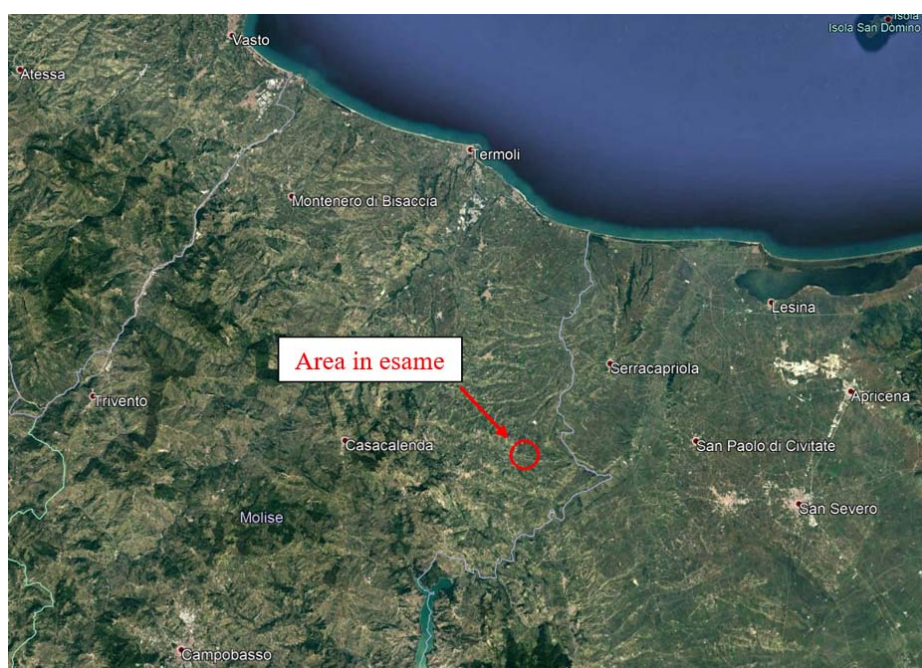 Isola
Isola San Domino
Vasto
Atessa
Termoli
Montenero di Bisaccia
Lesina
Area in esame
Serracapriola
Apricena
Trivento
Casacalenda
San Paolo di Civitate
San Severo
Molise
Campobasso